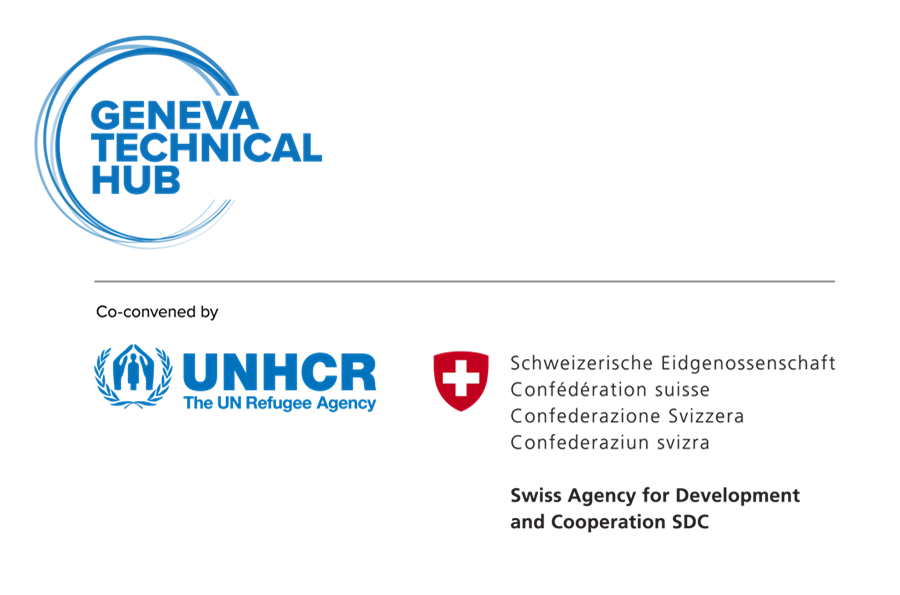 GENEVA
TECHNICAL
HUB
Co-convened by
UNHCR
The UN Refugee Agency
Schweizerische Eidgenossenschaft
Confédération suisse
Confederazione Svizzera
Confederaziun svizra
Swiss Agency for Development
and Cooperation SDC